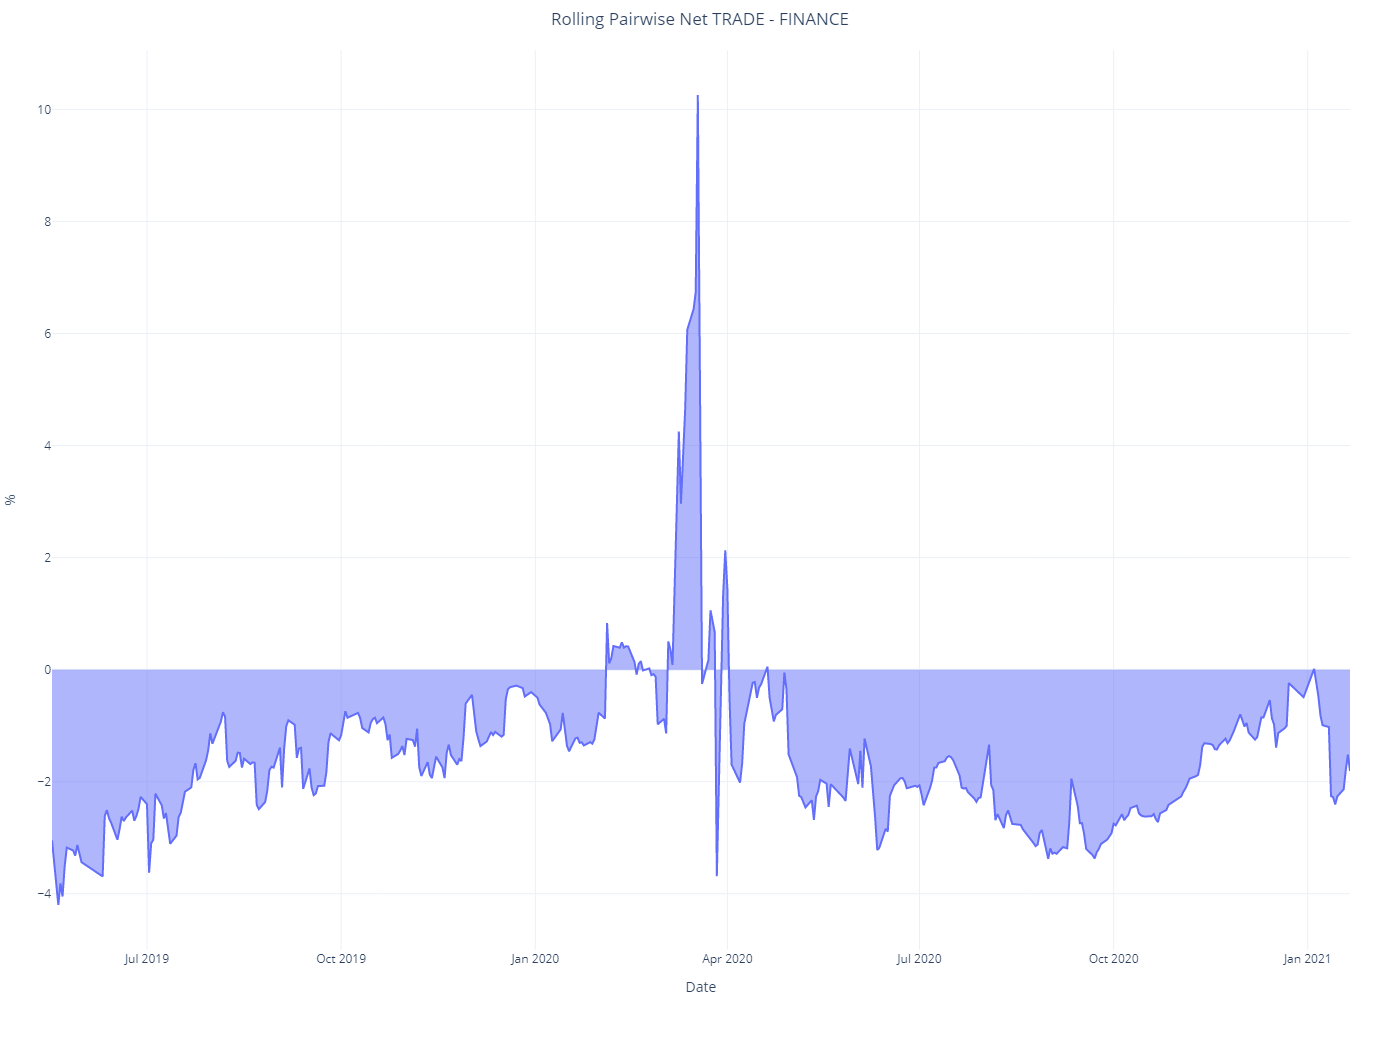 Rolling Pairwise Net TRADE - FINANCE
10
8
6
4
2
0
−2
−4
%
Jul 2019
Oct 2019
Jan 2020
Apr 2020
Jul 2020
Oct 2020
Jan 2021
Date